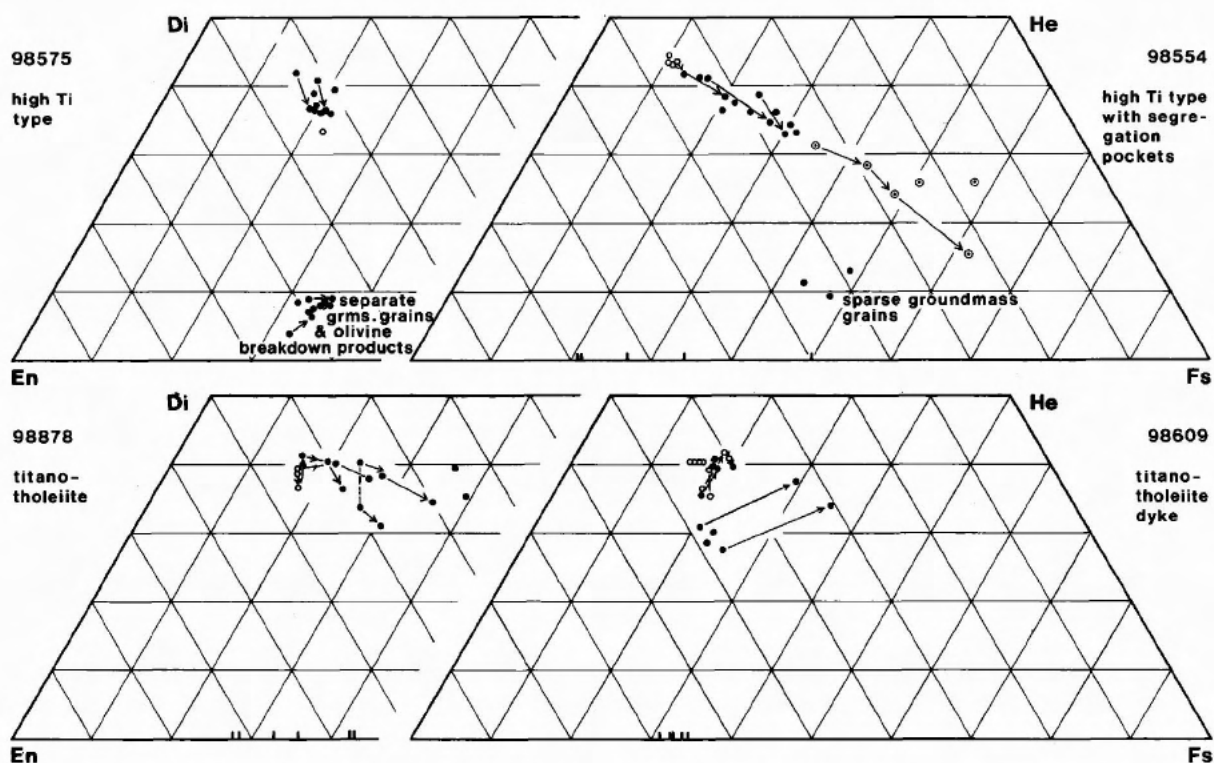 Di
He
98575
98554
high Ti
type
high Ti type
with segre-
gation
pockets
separate
grms. grains
& olivine
breakdown products
sparse groundmass
grains
En
Fs
Di
He
98878
98609
titano-
tholeiite
titano-
tholeiite
dyke
En
Fs